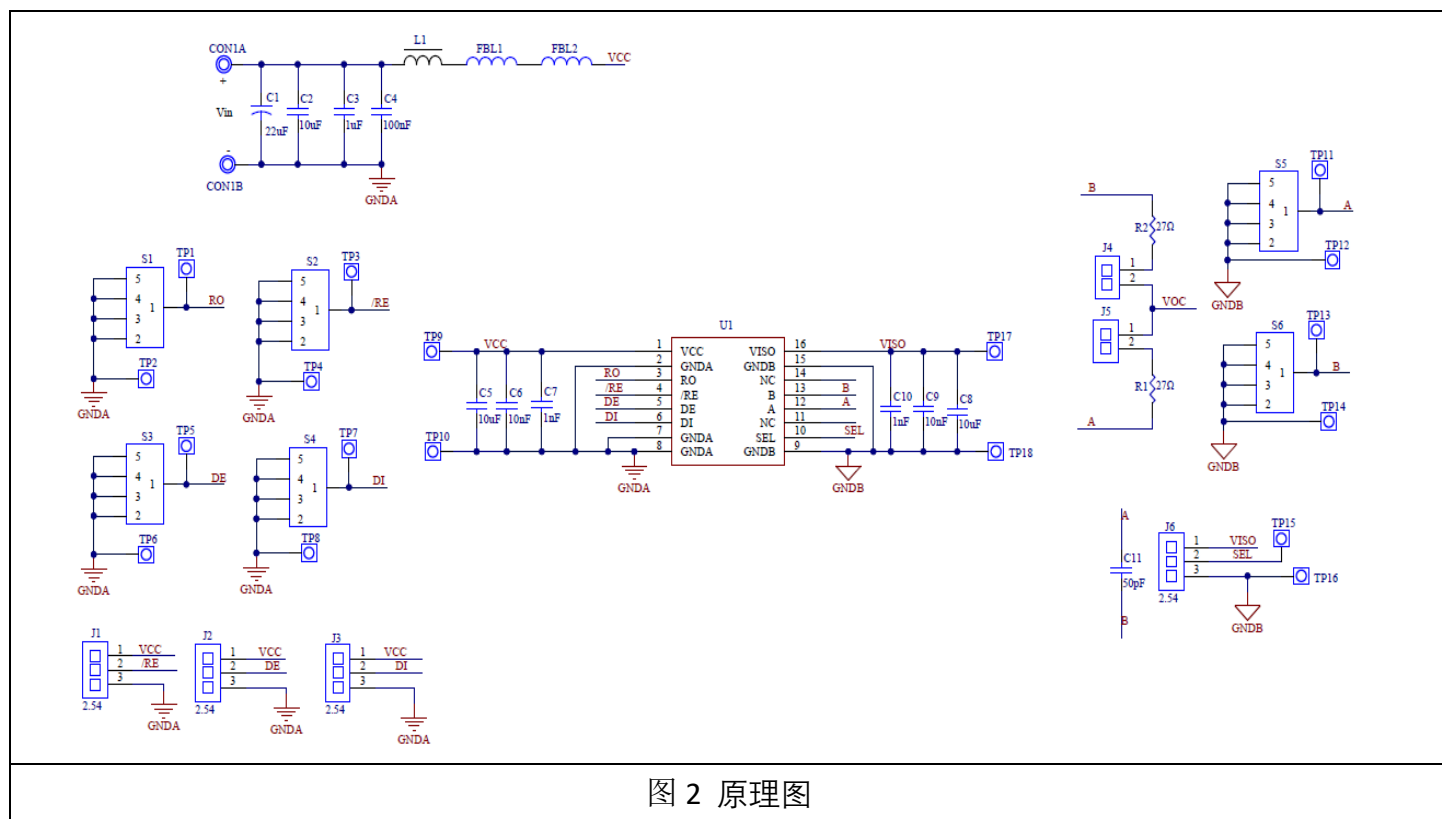 CON1A
+
Vin
-
CON1B
C1
22uF
C2
10uF
C3
1uF
C4
100nF
L1
FBL1
FBL2
VCC
GNDA
S1
5
4
3
2
1
TP1
RO
TP2
GNDA
S2
5
4
3
2
1
TP3
/RE
TP4
GNDA
S3
5
4
3
2
1
TP5
DE
TP6
GNDA
S4
5
4
3
2
1
TP7
DI
TP8
GNDA
J1
1 VCC
2 /RE
3
2.54
GNDA
J2
1 VCC
2 DE
3
2.54
GNDA
J3
1 VCC
2 DI
3
2.54
GNDA
TP9
VCC
TP10
C5
10uF
C6
10nF
C7
1nF
RO
/RE
DE
DI
GNDA
U1
1 VCC
2 GNDA
3 RO
4 /RE
5 DE
6 DI
7 GNDA
8 GNDA
VISO 16
GNDB 15
NC 14
B 13
A 12
NC 11
SEL 10
GNDB 9
VISO
B
A
SEL
GNDB
C10
1nF
C9
10nF
C8
10uF
TP17
TP18
B
R2 27Ω
J4
1
2
VOC
J5
1
2
R1 27Ω
A
S5
5
4
3
2
1
TP11
A
TP12
GNDB
S6
5
4
3
2
1
TP13
B
TP14
GNDB
A
C11
50pF
B
J6
1 VISO
2 SEL
3
2.54
TP15
TP16
GNDB
图 2 原理图